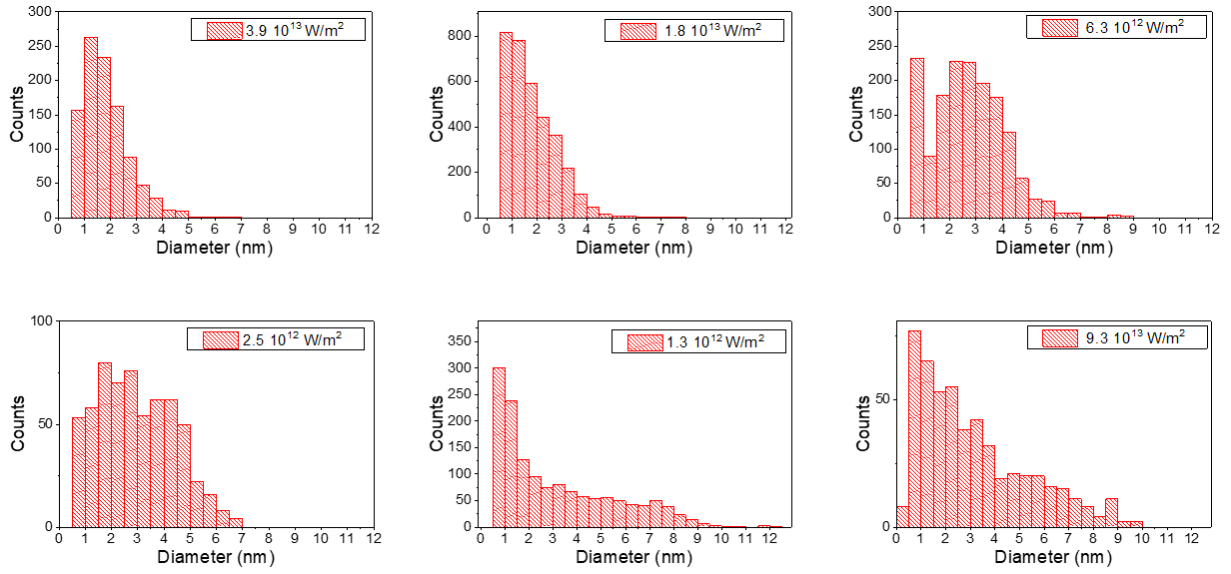 3.9 10¹³ W/m²
300
250
200
150
100
50
0
Counts
0 1 2 3 4 5 6 7 8 9 10 11 12
Diameter (nm)
1.8 10¹³ W/m²
800
600
400
200
0
Counts
0 1 2 3 4 5 6 7 8 9 10 11 12
Diameter (nm)
6.3 10¹² W/m²
300
250
200
150
100
50
0
Counts
0 1 2 3 4 5 6 7 8 9 10 11 12
Diameter (nm)
2.5 10¹² W/m²
100
50
0
Counts
0 1 2 3 4 5 6 7 8 9 10 11 12
Diameter (nm)
1.3 10¹² W/m²
350
300
250
200
150
100
50
0
Counts
0 1 2 3 4 5 6 7 8 9 10 11 12
Diameter (nm)
9.3 10¹³ W/m²
50
0
Counts
0 1 2 3 4 5 6 7 8 9 10 11 12
Diameter (nm)